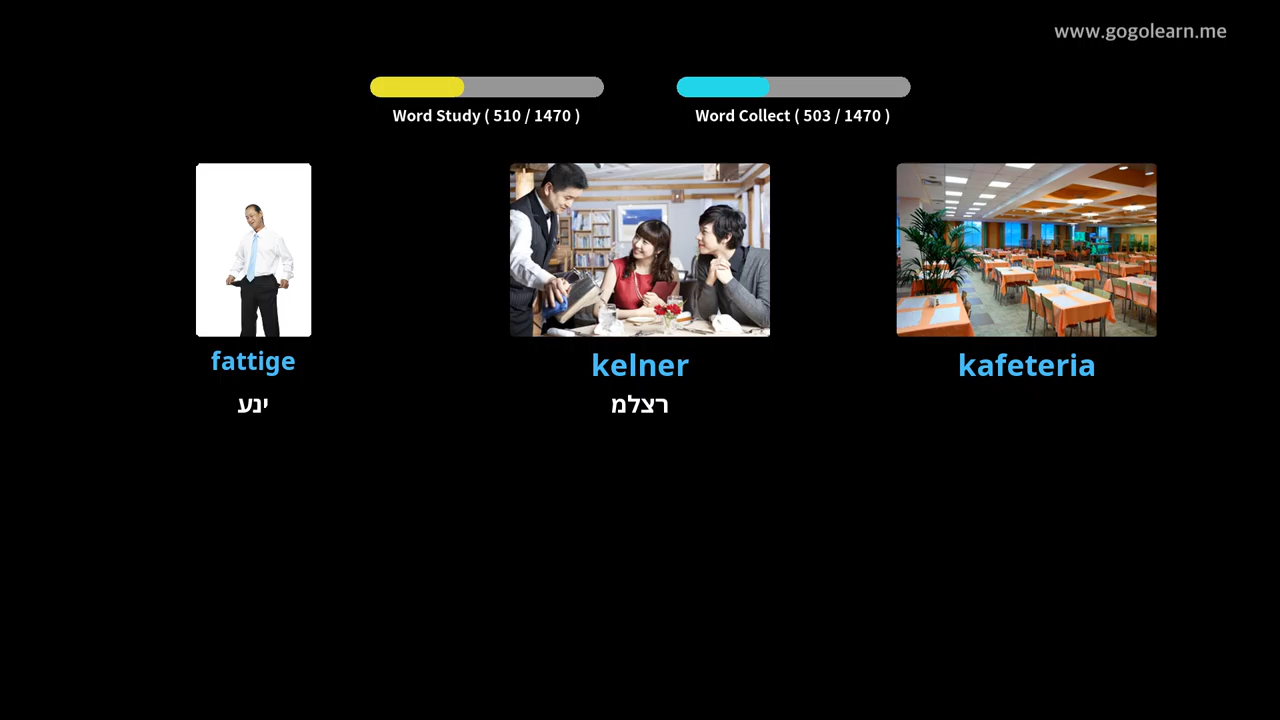 www.gogolearn.me
Word Study ( 510 / 1470 )
Word Collect ( 503 / 1470 )
fattige
ינע
kelner
רצלמ
kafeteria